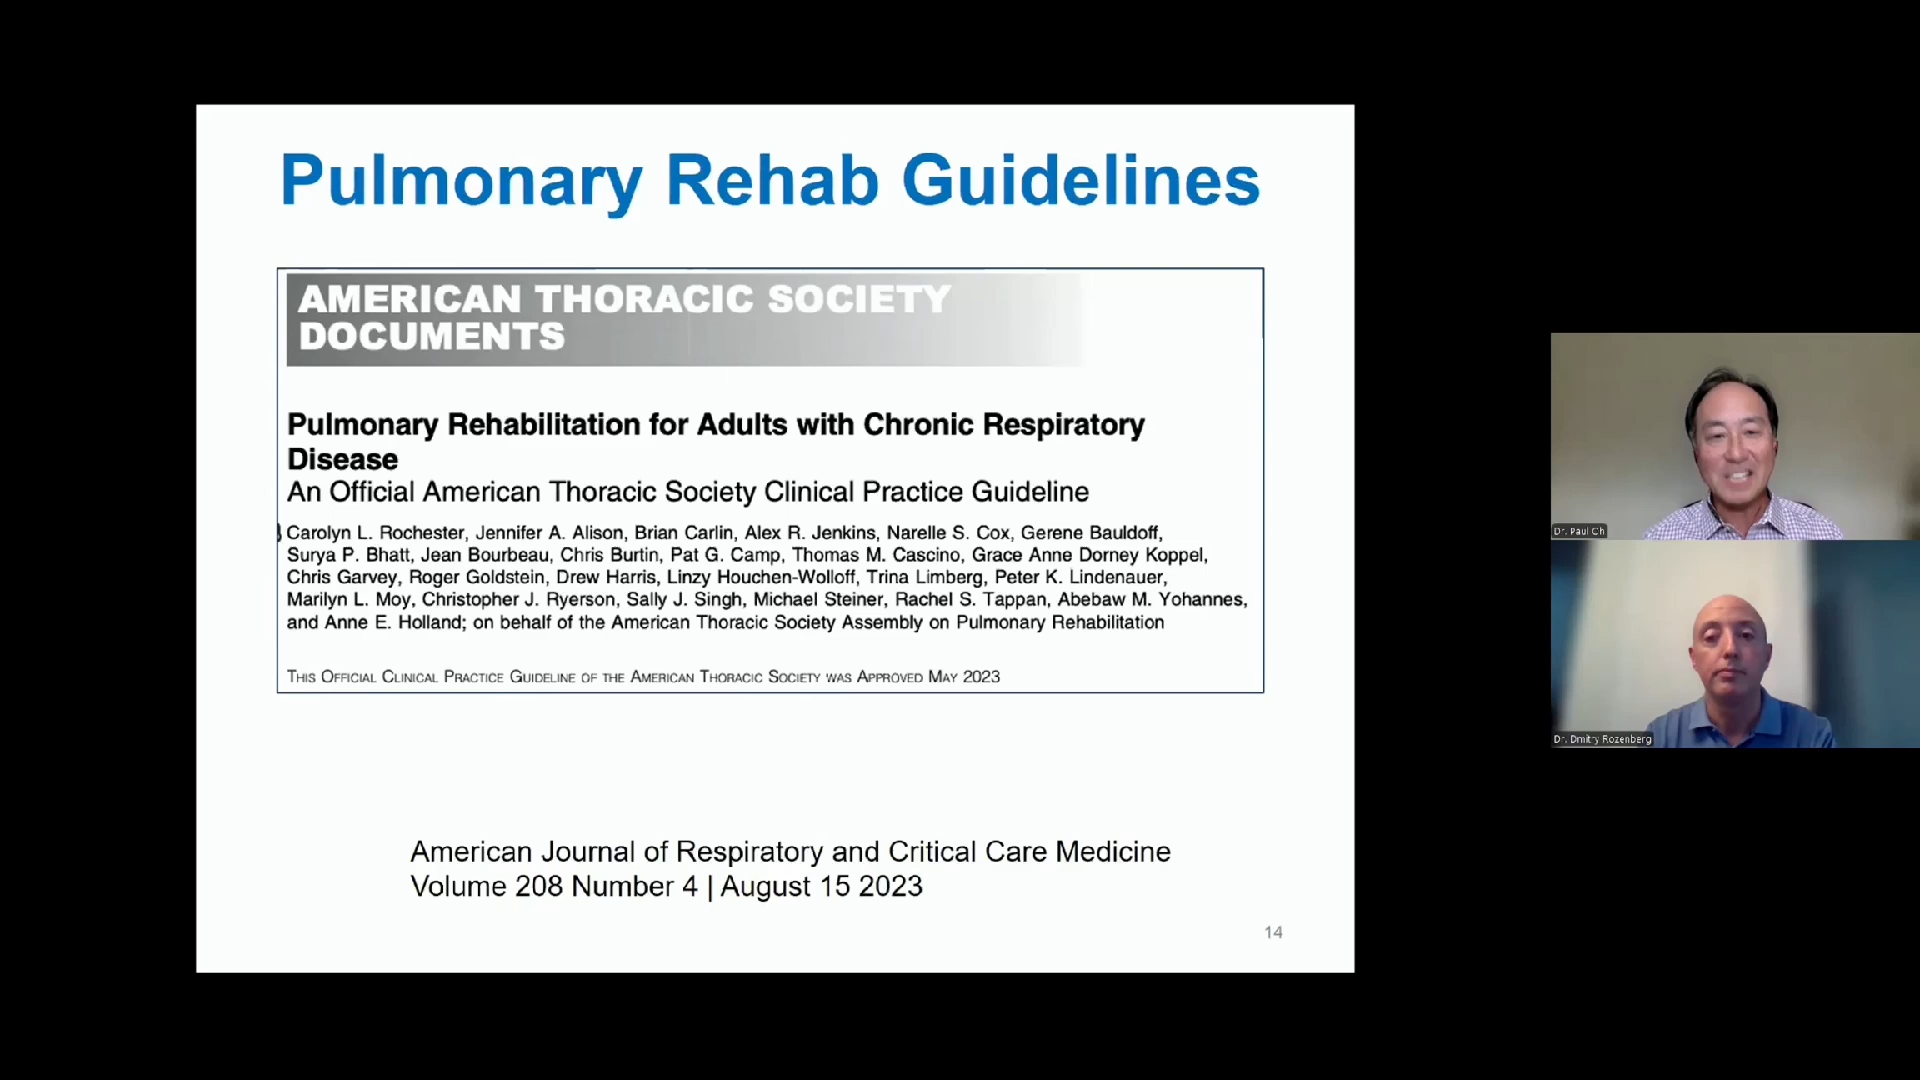 Pulmonary Rehab Guidelines
AMERICAN THORACIC SOCIETY
DOCUMENTS
Pulmonary Rehabilitation for Adults with Chronic Respiratory
Disease
An Official American Thoracic Society Clinical Practice Guideline
Carolyn L. Rochester, Jennifer A. Alison, Brian Carlin, Alex R. Jenkins, Narelle S. Cox, Gerene Bauldoff,
Surya P. Bhatt, Jean Bourbeau, Chris Burtin, Pat G. Camp, Thomas M. Cascino, Grace Anne Dorney Koppel,
Chris Garvey, Roger Goldstein, Drew Harris, Linzy Houchen-Wolloff, Trina Limberg, Peter K. Lindenauer,
Marilyn L. Moy, Christopher J. Ryerson, Sally J. Singh, Michael Steiner, Rachel S. Tappan, Abebaw M. Yohannes,
and Anne E. Holland; on behalf of the American Thoracic Society Assembly on Pulmonary Rehabilitation
THIS OFFICIAL CLINICAL PRACTICE GUIDELINE OF THE AMERICAN THORACIC SOCIETY WAS APPROVED MAY 2023
American Journal of Respiratory and Critical Care Medicine
Volume 208 Number 4 | August 15 2023
14
Dr. Paul Oh
Dr. Dmitry Rozenberg